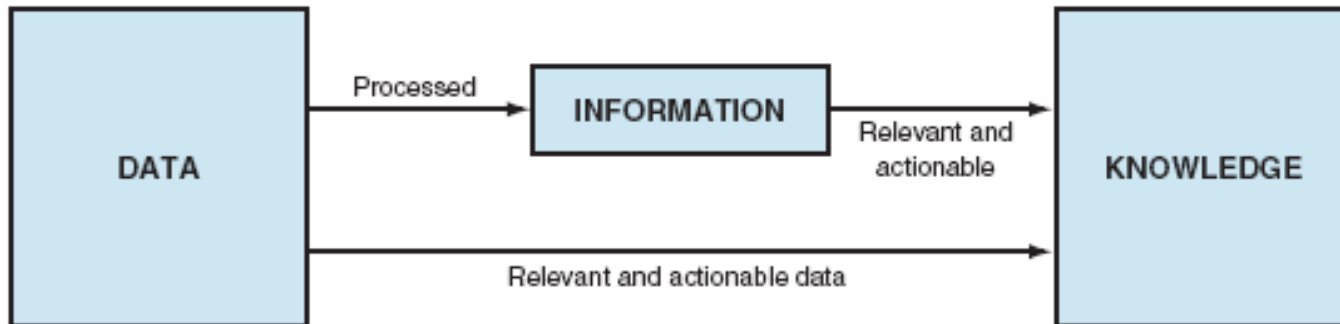 Processed
INFORMATION
Relevant and
actionable
DATA
KNOWLEDGE
Relevant and actionable data